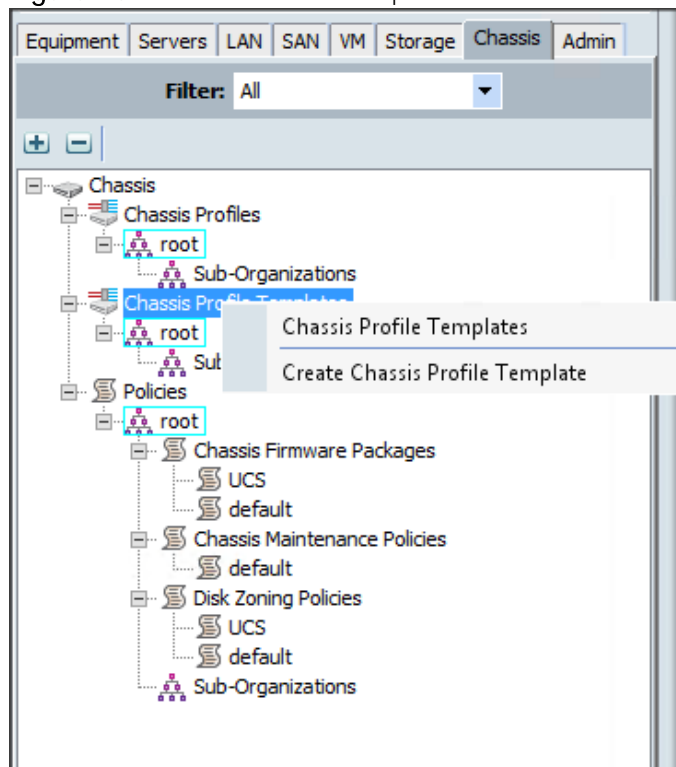 Equipment Servers LAN SAN VM Storage Chassis Admin
Filter: All
Chassis
Chassis Profiles
root
Sub-Organizations
Chassis Profile Templates
Chassis Profile Templates
root
Sub
Create Chassis Profile Template
Policies
root
Chassis Firmware Packages
UCS
default
Chassis Maintenance Policies
default
Disk Zoning Policies
UCS
default
Sub-Organizations